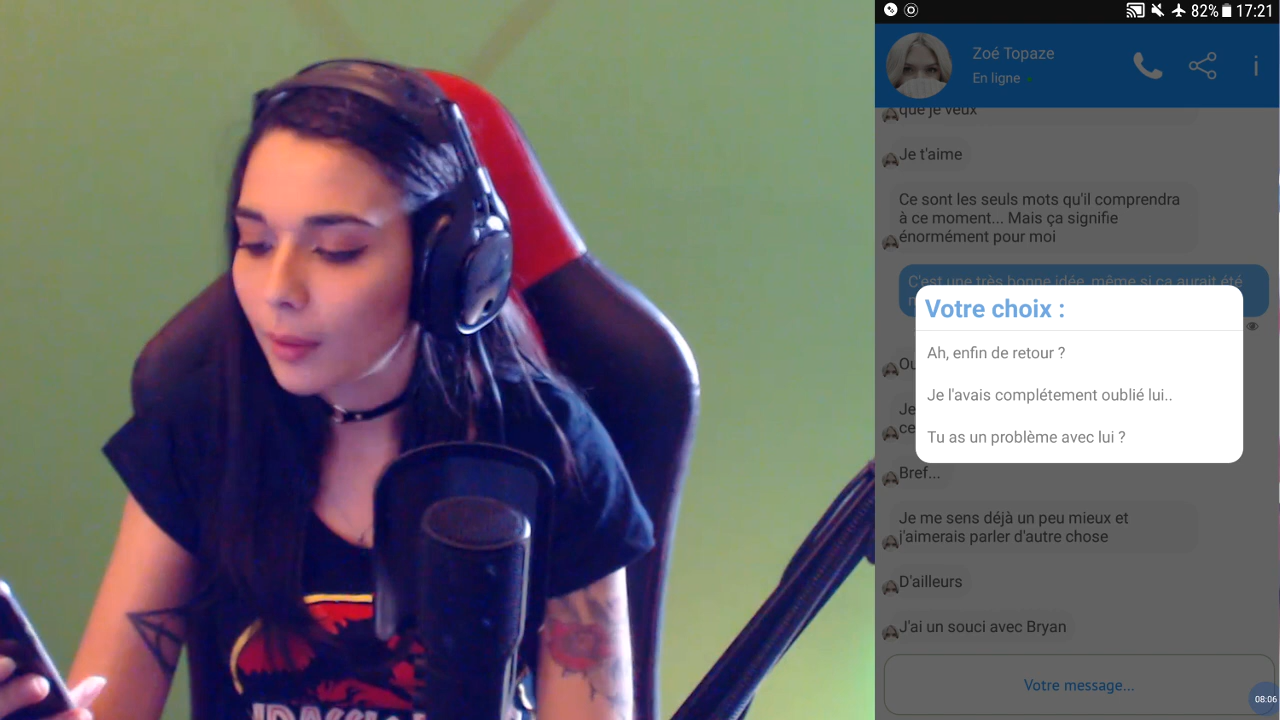 82% 17:21
Zoé Topaze
En ligne
que je veux
Je t'aime
Ce sont les seuls mots qu'il comprendra
à ce moment... Mais ça signifie
énormément pour moi
C'est une très bonne idée, même si ça aurait été
Votre choix :
Ah, enfin de retour ?
Je l'avais complétement oublié lui..
Tu as un problème avec lui ?
Ou
Je
ce
Bref...
Je me sens déjà un peu mieux et
j'aimerais parler d'autre chose
D'ailleurs
J'ai un souci avec Bryan
Votre message...
08:06